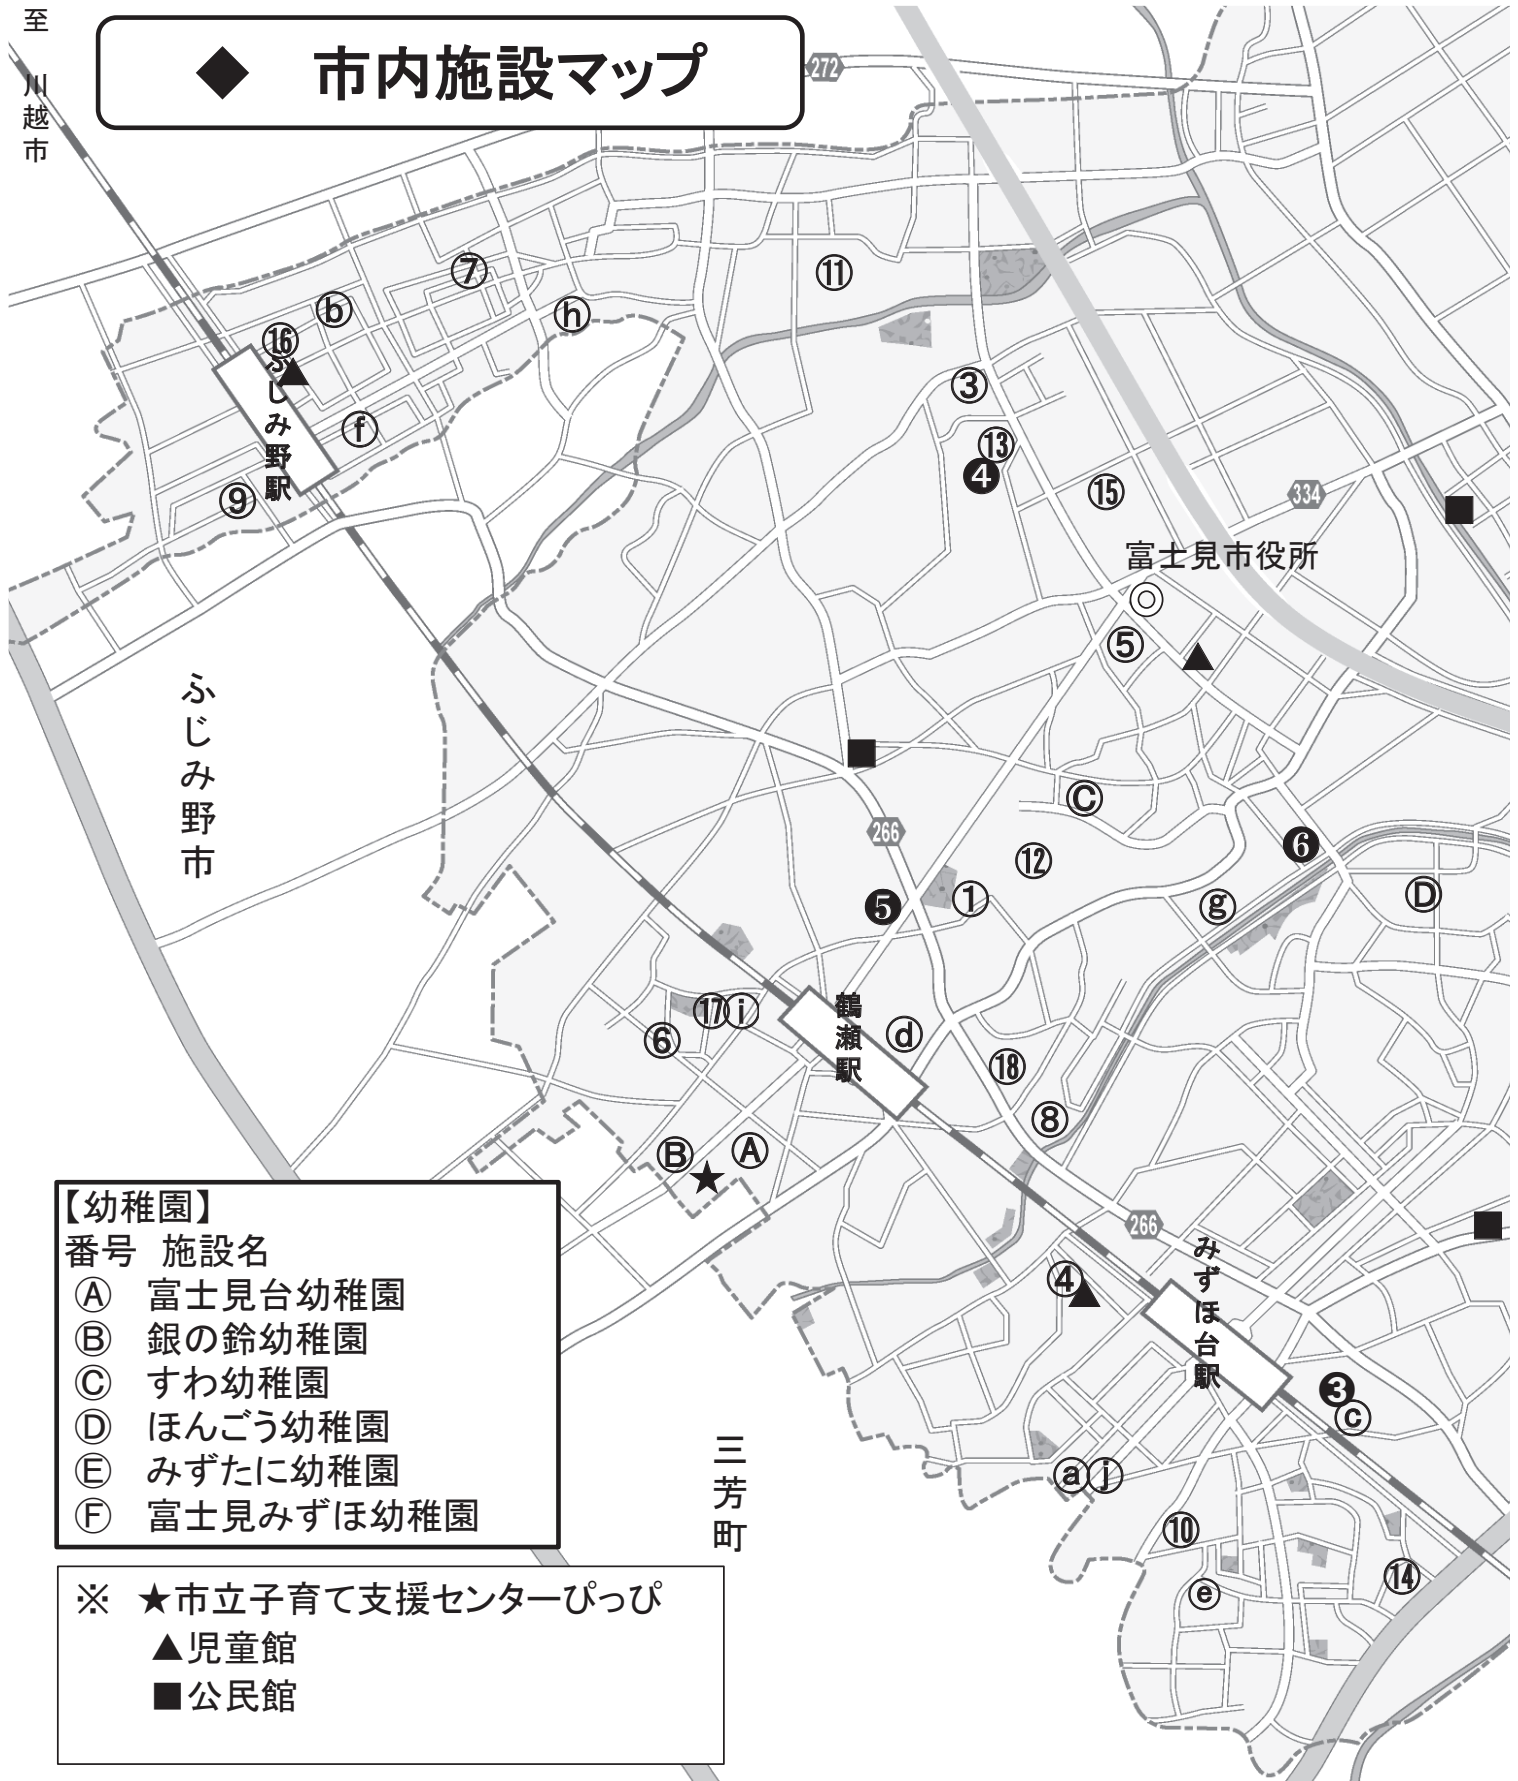 至 川越市
◆ 市内施設マップ
272
⑦
ⓑ
⑪
ⓗ
⑯
▲
ふじみ野駅
③
ⓕ
⑬
❹
⑨
⑮
334
■
富士見市役所
◎
⑤
▲
ふじみ野市
■
Ⓒ
266
❻
⑫
❺
①
ⓖ
Ⓓ
⑰
ⓘ
鶴瀬駅
⑥
ⓓ
⑱
⑧
Ⓑ
Ⓐ
★
266
■
みずほ台駅
④
▲
❸
ⓒ
三芳町
ⓐ
ⓙ
⑩
⑭
ⓔ
【幼稚園】
番号 施設名
Ⓐ 富士見台幼稚園
Ⓑ 銀の鈴幼稚園
Ⓒ すわ幼稚園
Ⓓ ほんごう幼稚園
Ⓔ みずたに幼稚園
Ⓕ 富士見みずほ幼稚園
※ ★市立子育て支援センターぴっぴ
▲児童館
■公民館